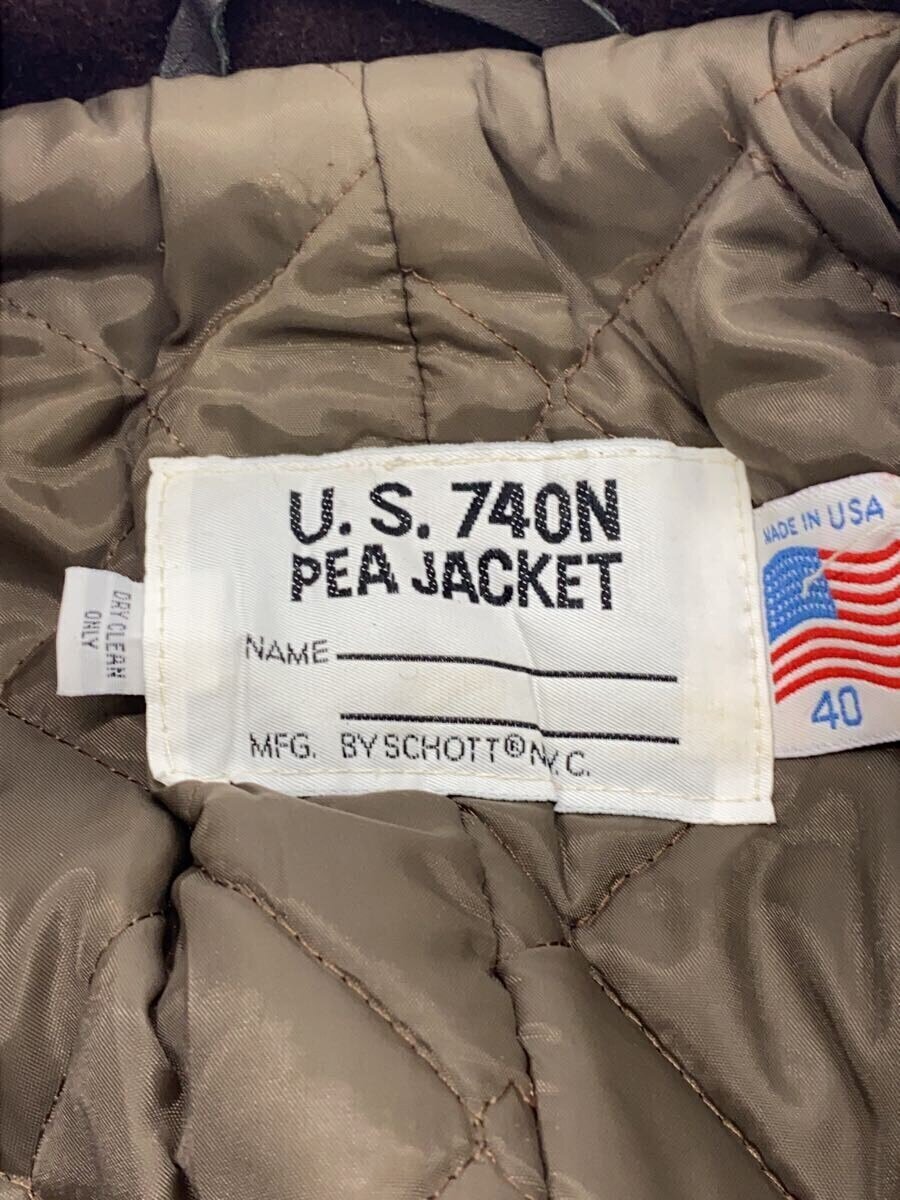 U. S. 740N
PEA JACKET
NAME
MFG. BY SCHOTT® N.Y.C.
DRY CLEAN
ONLY
MADE IN USA
40